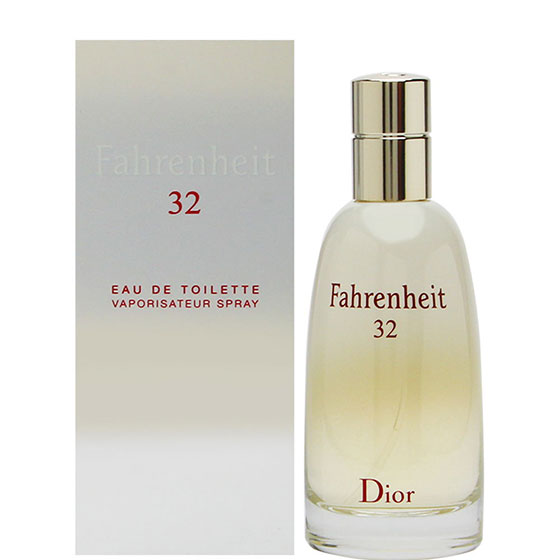 Fahrenheit
32
EAU DE TOILETTE
VAPORISATEUR SPRAY
Fahrenheit
32
Dior